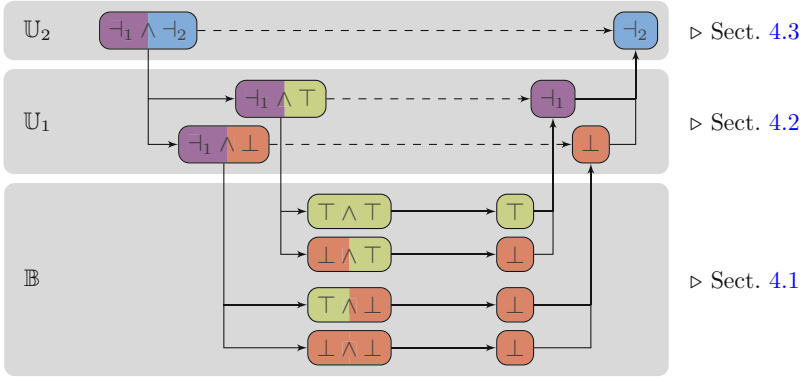 𝕌₂ ⊣₁ ∧ ⊣₂ ⊣₂ ▷ Sect. 4.3
⊣₁ ∧ ⊤ ⊣₁
𝕌₁ ▷ Sect. 4.2
⊣₁ ∧ ⊥ ⊥
⊤ ∧ ⊤ ⊤
⊥ ∧ ⊤ ⊥
𝔹 ▷ Sect. 4.1
⊤ ∧ ⊥ ⊥
⊥ ∧ ⊥ ⊥